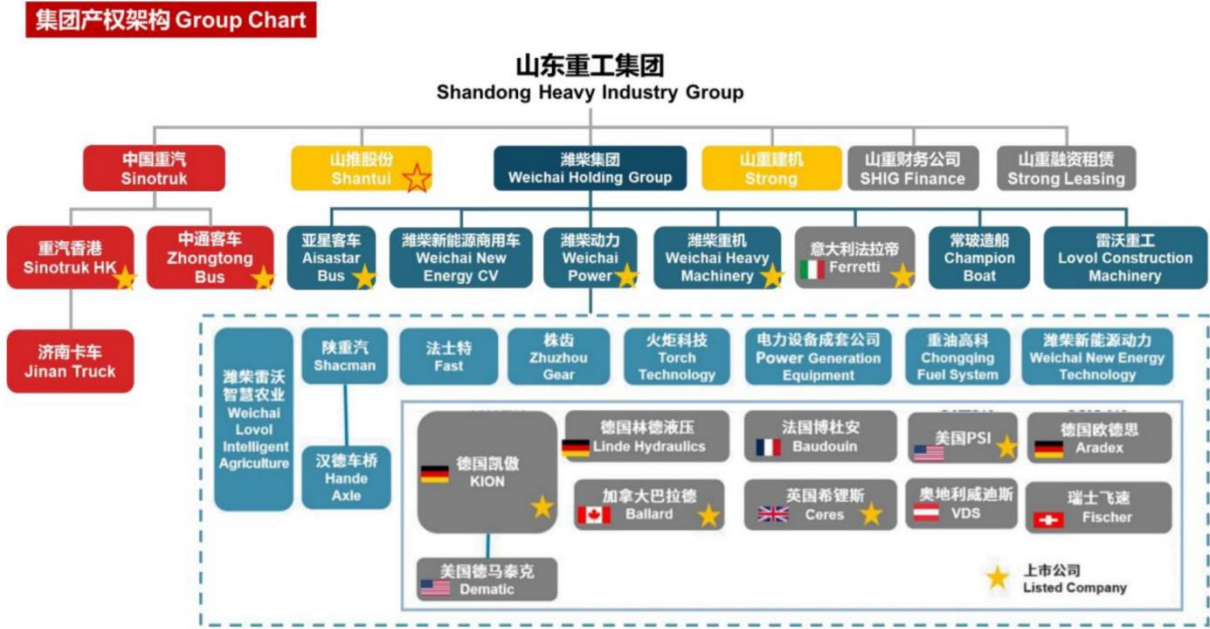 集团产权架构 Group Chart
山东重工集团
Shandong Heavy Industry Group
中国重汽
Sinotruk
山推股份
Shantui
潍柴集团
Weichai Holding Group
山重建机
Strong
山重财务公司
SHIG Finance
山重融资租赁
Strong Leasing
重汽香港
Sinotruk HK
中通客车
Zhongtong
Bus
亚星客车
Aisastar
Bus
潍柴新能源商用车
Weichai New
Energy CV
潍柴动力
Weichai
Power
潍柴重机
Weichai Heavy
Machinery
意大利法拉帝
Ferretti
常玻造船
Champion
Boat
雷沃重工
Lovol Construction
Machinery
济南卡车
Jinan Truck
潍柴雷沃
智慧农业
Weichai
Lovol
Intelligent
Agriculture
陕重汽
Shacman
法士特
Fast
株齿
Zhuzhou
Gear
火炬科技
Torch
Technology
电力设备成套公司
Power Generation
Equipment
重油高科
Chongqing
Fuel System
潍柴新能源动力
Weichai New Energy
Technology
汉德车桥
Hande
Axle
德国凯傲
KION
德国林德液压
Linde Hydraulics
法国博杜安
Baudouin
美国PSI
德国欧德思
Aradex
加拿大巴拉德
Ballard
英国希锂斯
Ceres
奥地利威迪斯
VDS
瑞士飞速
Fischer
美国德马泰克
Dematic
上市公司
Listed Company